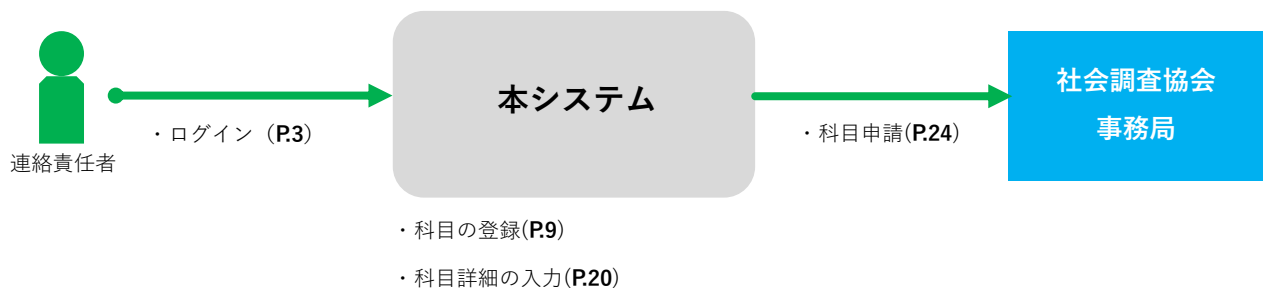 連絡責任者
・ログイン（P.3）
本システム
・科目の登録(P.9)
・科目詳細の入力(P.20)
・科目申請(P.24)
社会調査協会
事務局